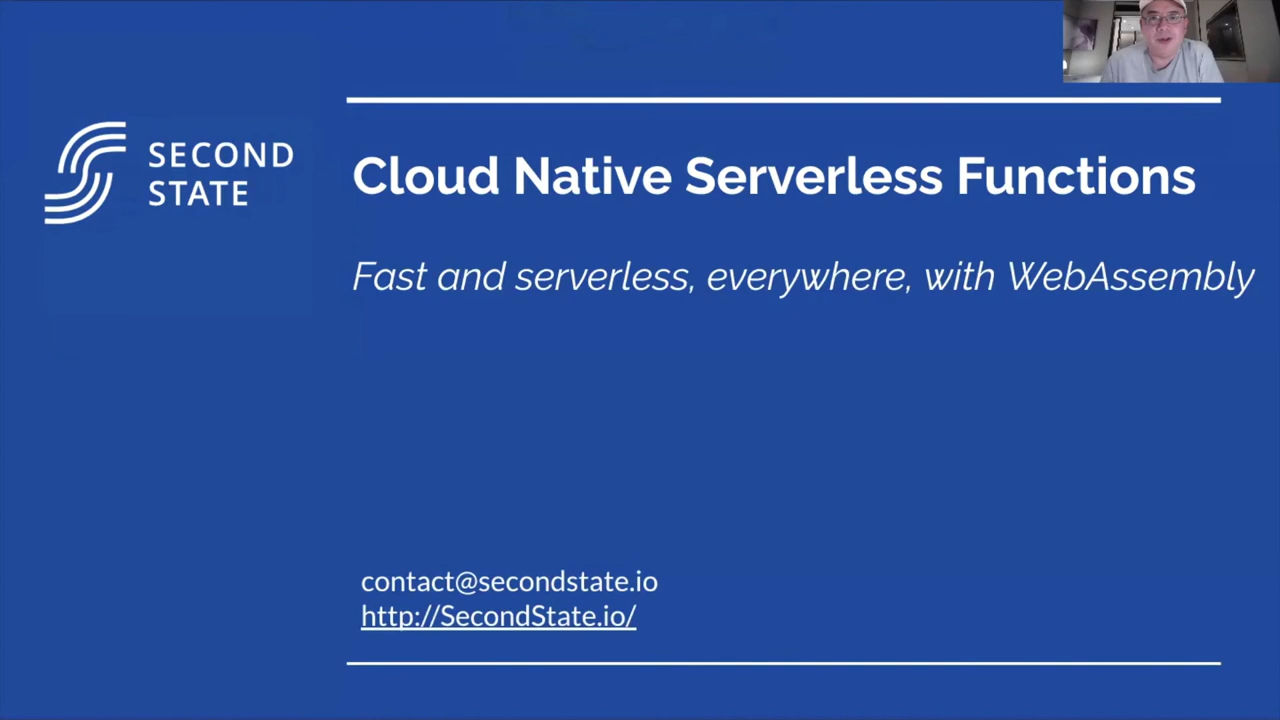 SECOND
STATE
Cloud Native Serverless Functions
Fast and serverless, everywhere, with WebAssembly
contact@secondstate.io
http://SecondState.io/